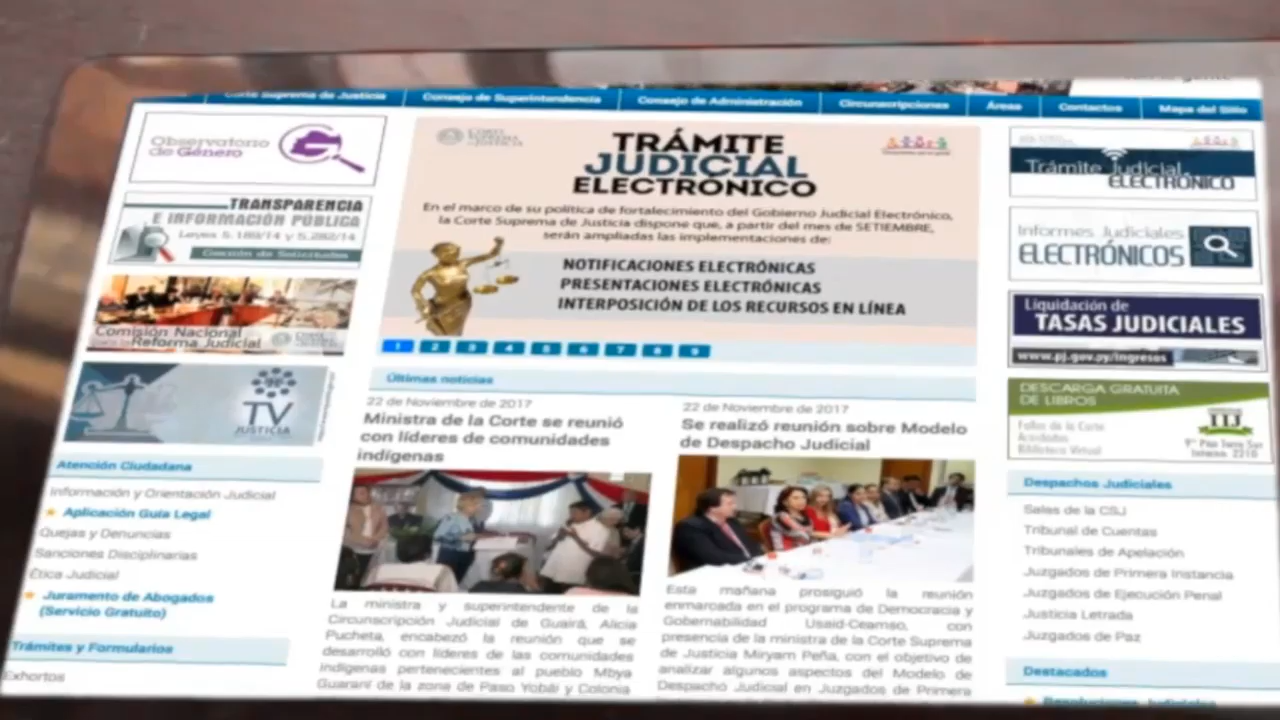 Corte Suprema de Justicia
Consejo de Superintendencia
Consejo de Administración
Circunscripciones
Áreas
Contactos
Mapa del Sitio
Observatorio
de Género
TRANSPARENCIA
E INFORMACIÓN PÚBLICA
Leyes 5.189/14 y 5.282/14
Gestión de Solicitudes
Comisión Nacional
Reforma Judicial
TV
JUSTICIA
Atención Ciudadana
Información y Orientación Judicial
Aplicación Guía Legal
Quejas y Denuncias
Sanciones Disciplinarias
Ética Judicial
Juramento de Abogados
(Servicio Gratuito)
Trámites y Formularios
Exhortos
CORTE
SUPREMA
DE JUSTICIA
TRÁMITE
JUDICIAL
ELECTRÓNICO
En el marco de su política de fortalecimiento del Gobierno Judicial Electrónico,
la Corte Suprema de Justicia dispone que, a partir del mes de SETIEMBRE,
serán ampliadas las implementaciones de:
NOTIFICACIONES ELECTRÓNICAS
PRESENTACIONES ELECTRÓNICAS
INTERPOSICIÓN DE LOS RECURSOS EN LÍNEA
1 2 3 4 5 6 7 8 9
Últimas noticias
22 de Noviembre de 2017
Ministra de la Corte se reunió
con líderes de comunidades
indígenas
La ministra y superintendente de la
Circunscripción Judicial de Guairá, Alicia
Pucheta, encabezó la reunión que se
desarrolló con líderes de las comunidades
indígenas pertenecientes al pueblo Mbya
Guaraní de la zona de Paso Yobái y Colonia
22 de Noviembre de 2017
Se realizó reunión sobre Modelo
de Despacho Judicial
Esta mañana prosiguió la reunión
enmarcada en el programa de Democracia y
Gobernabilidad Usaid-Ceamso, con
presencia de la ministra de la Corte Suprema
de Justicia Miryam Peña, con el objetivo de
analizar algunos aspectos del Modelo de
Despacho Judicial en Juzgados de Primera
Trámite Judicial
ELECTRÓNICO
Informes Judiciales
ELECTRÓNICOS
Liquidación de
TASAS JUDICIALES
www.pj.gov.py/ingresos
DESCARGA GRATUITA
DE LIBROS
Fallos de la Corte
Acordadas
Biblioteca Virtual
9° Piso Torre Sur
Interno 2210
Despachos Judiciales
Salas de la CSJ
Tribunal de Cuentas
Tribunales de Apelación
Juzgados de Primera Instancia
Juzgados de Ejecución Penal
Justicia Letrada
Juzgados de Paz
Destacados